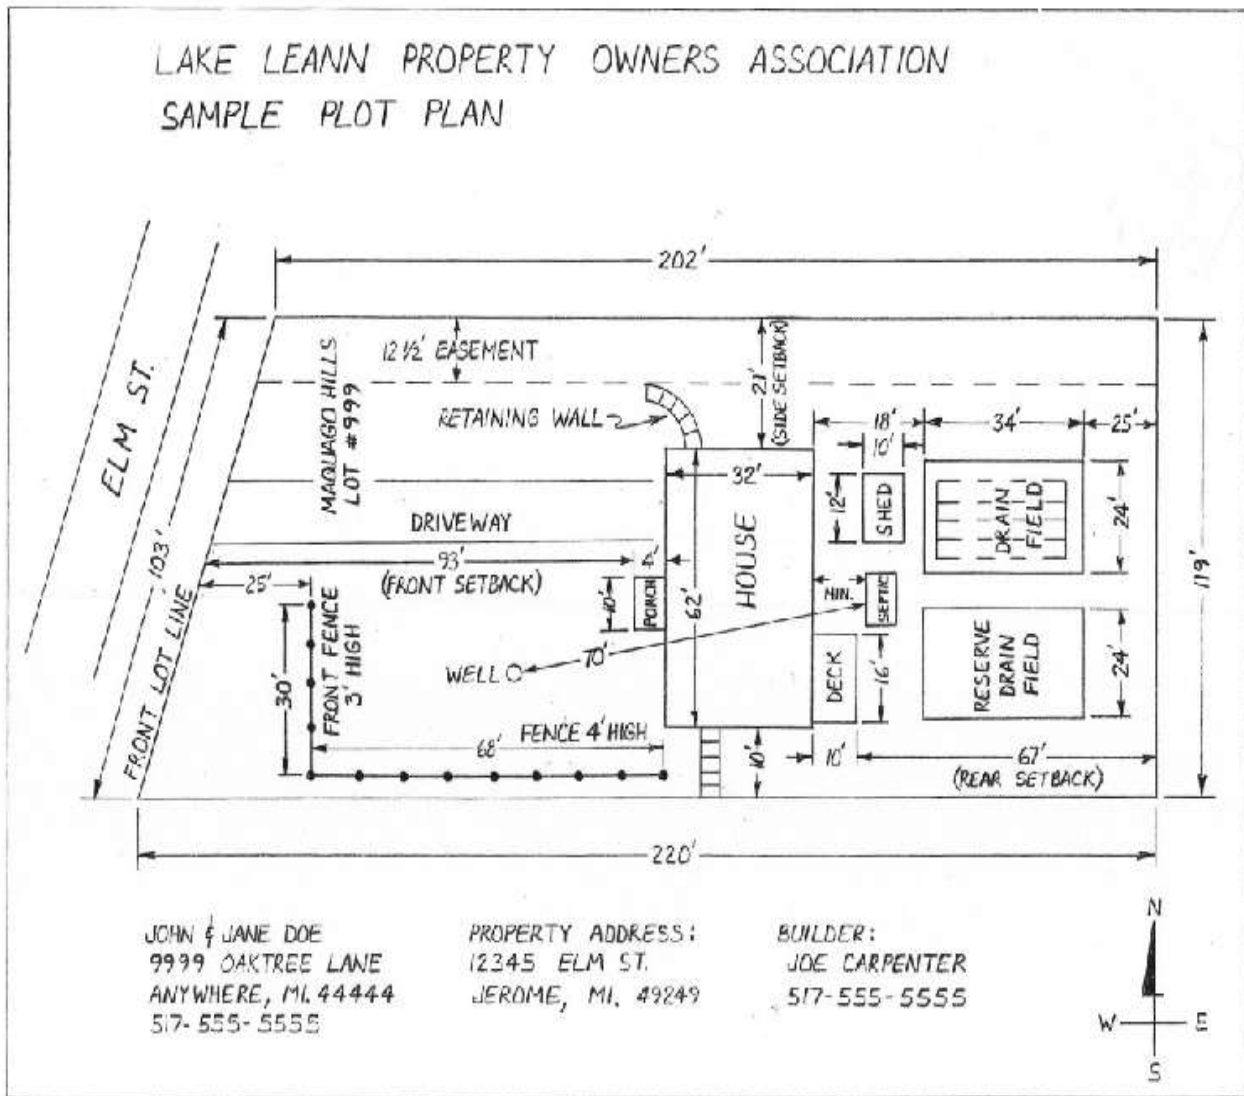 LAKE LEANN PROPERTY OWNERS ASSOCIATION
SAMPLE PLOT PLAN
202'
ELM ST.
103'
FRONT LOT LINE
12 1/2' EASEMENT
MAQUAGO HILLS
LOT #999
RETAINING WALL
21'
(SIDE SETBACK)
18'
34'
25'
10'
32'
12'
SHED
DRAIN
FIELD
24'
119'
DRIVEWAY
93'
(FRONT SETBACK)
25'
10'
PORCH
HOUSE
62'
MIN.
SEPTIC
70'
WELL
FRONT FENCE
3' HIGH
30'
DECK
16'
RESERVE
DRAIN
FIELD
24'
FENCE 4' HIGH
68'
10'
10'
67'
(REAR SETBACK)
220'
JOHN & JANE DOE
9999 OAKTREE LANE
ANYWHERE, MI. 44444
517-555-5555
PROPERTY ADDRESS:
12345 ELM ST.
JEROME, MI. 49249
BUILDER:
JOE CARPENTER
517-555-5555
N
W
E
S